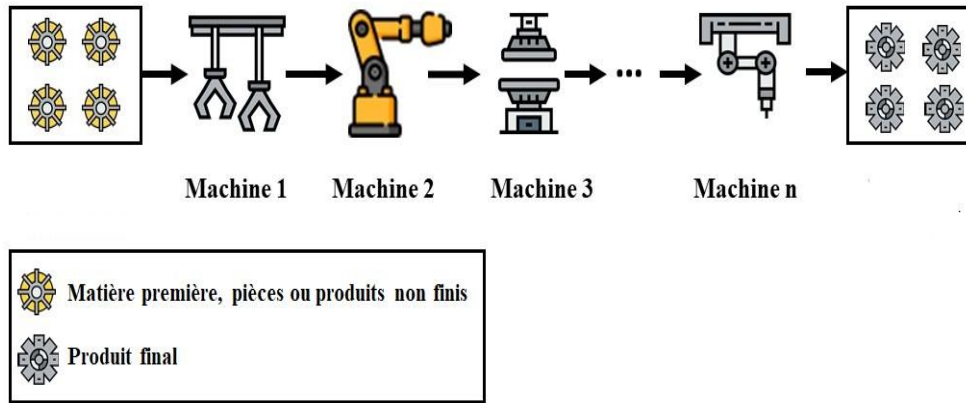 ...
Machine 1 Machine 2 Machine 3 Machine n
Matière première, pièces ou produits non finis
Produit final